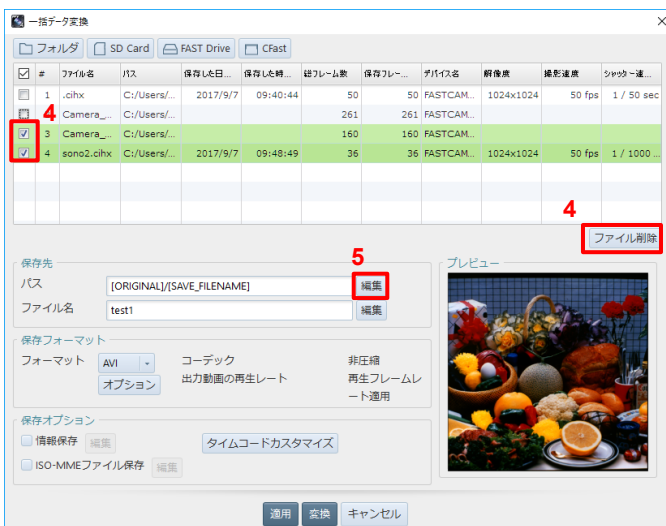 一括データ変換
フォルダ SD Card FAST Drive CFast
# ファイル名 パス 保存した日... 保存した時... 総フレーム数 保存フレー... デバイス名 解像度 撮影速度 シャッター速...
1 .cihx C:/Users/... 2017/9/7 09:40:44 50 50 FASTCAM... 1024x1024 50 fps 1 / 50 sec
4 Camera_... C:/Users/... 261 261 FASTCAM...
3 Camera_... C:/Users/... 160 160 FASTCAM...
4 sono2.cihx C:/Users/... 2017/9/7 09:48:49 36 36 FASTCAM... 1024x1024 50 fps 1 / 1000 ...
4
ファイル削除
保存先 5 プレビュー
パス [ORIGINAL]/[SAVE_FILENAME] 編集
ファイル名 test1 編集
保存フォーマット
フォーマット AVI コーデック 非圧縮
オプション 出力動画の再生レート 再生フレームレ
ート適用
保存オプション
情報保存 編集 タイムコードカスタマイズ
ISO-MMEファイル保存 編集
適用 変換 キャンセル